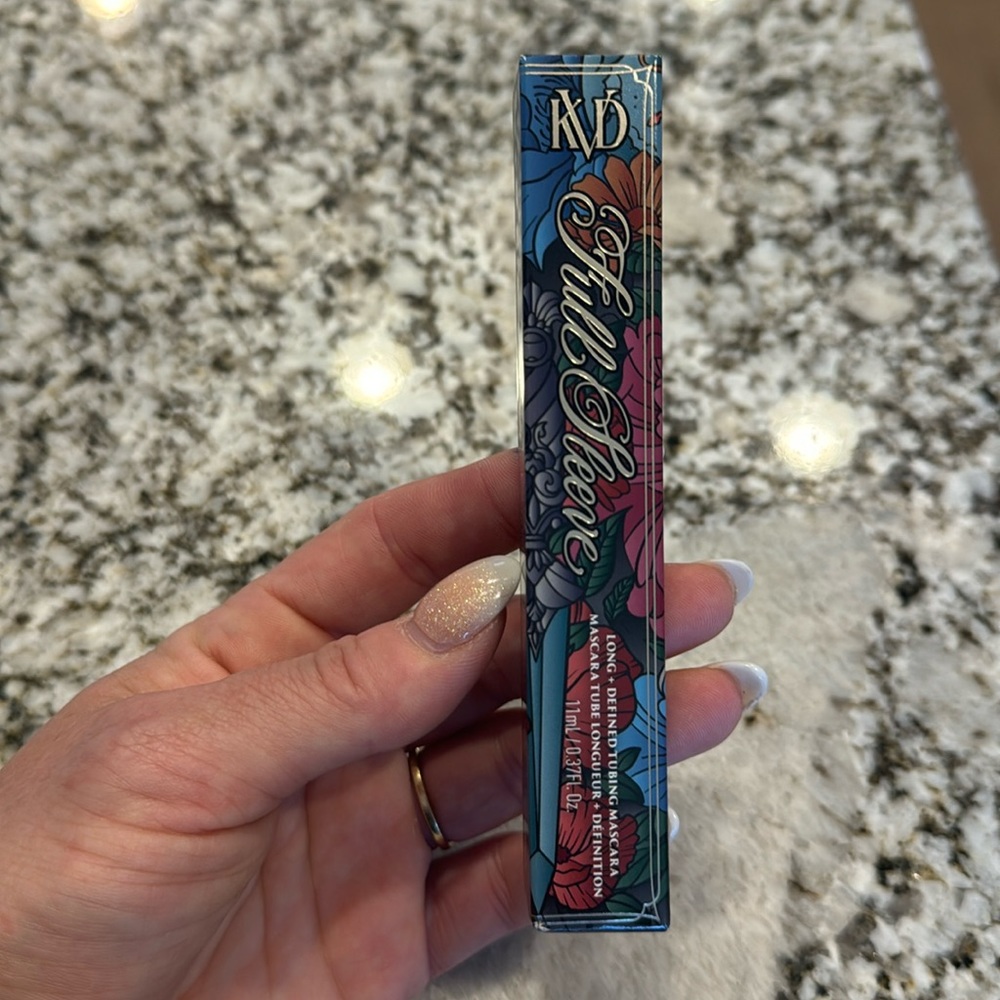 KVD
Full Sleeve
LONG + DEFINED TUBING MASCARA
MASCARA TUBE LONGUEUR + DÉFINITION
11mL / 0.37Fl. Oz.